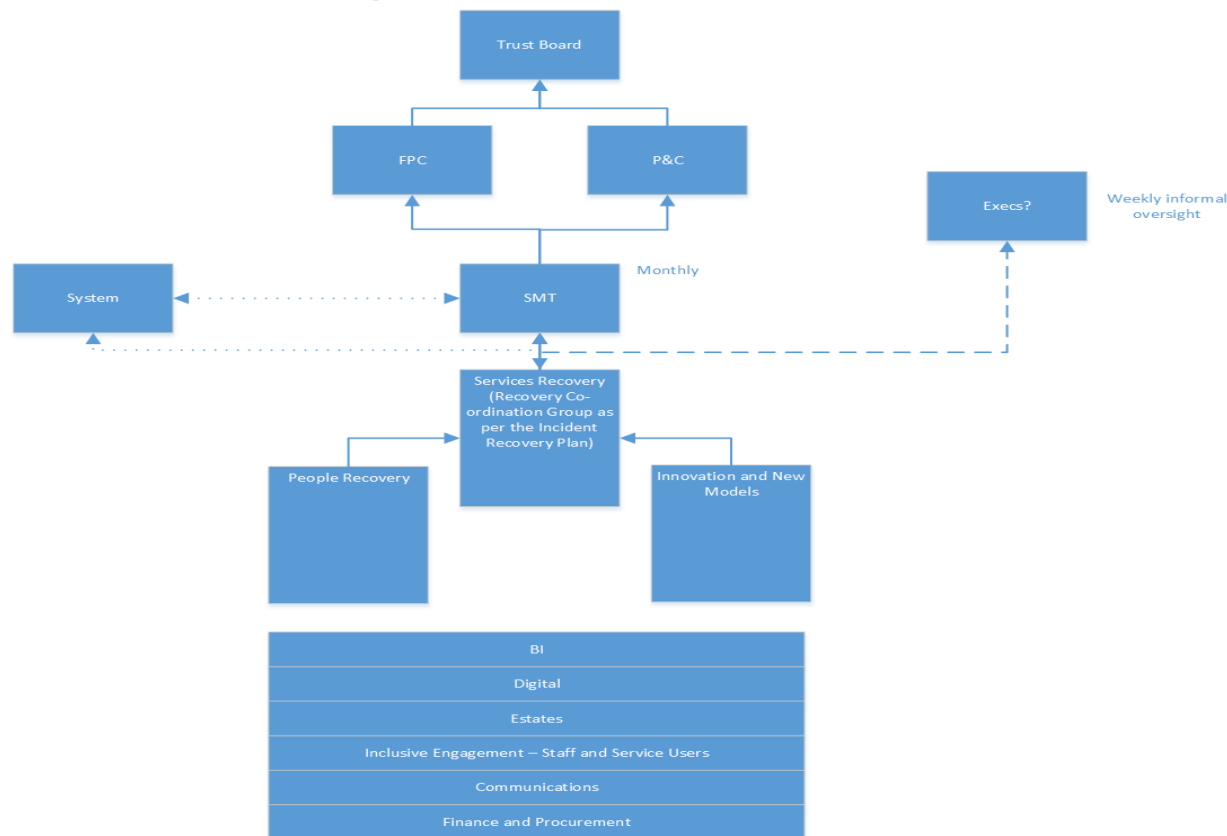 Trust Board
FPC
P&C
Execs?
Weekly informal
oversight
System
SMT
Monthly
Services Recovery
(Recovery Co-
ordination Group as
per the Incident
Recovery Plan)
People Recovery
Innovation and New
Models
BI
Digital
Estates
Inclusive Engagement – Staff and Service Users
Communications
Finance and Procurement